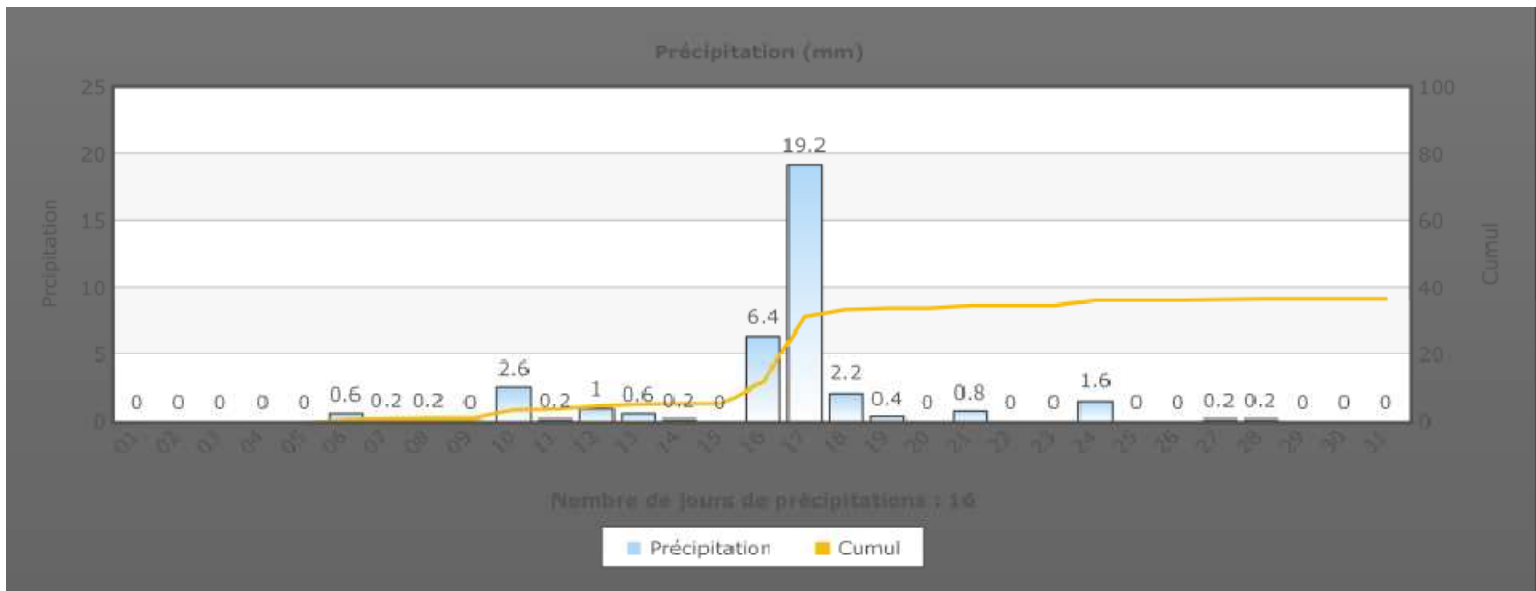 Précipitation (mm)
25 100
20 80
15 60
10 40
5 20
0 0
Prcipitation
Cumul
0 0 0 0 0 0.6 0.2 0.2 0 2.6 0.2 1 0.6 0.2 0 6.4 19.2 2.2 0.4 0 0.8 0 0 1.6 0 0 0.2 0.2 0 0 0
01 02 03 04 05 06 07 08 09 10 11 12 13 14 15 16 17 18 19 20 21 22 23 24 25 26 27 28 29 30 31
Nombre de jours de précipitations : 16
Précipitation Cumul